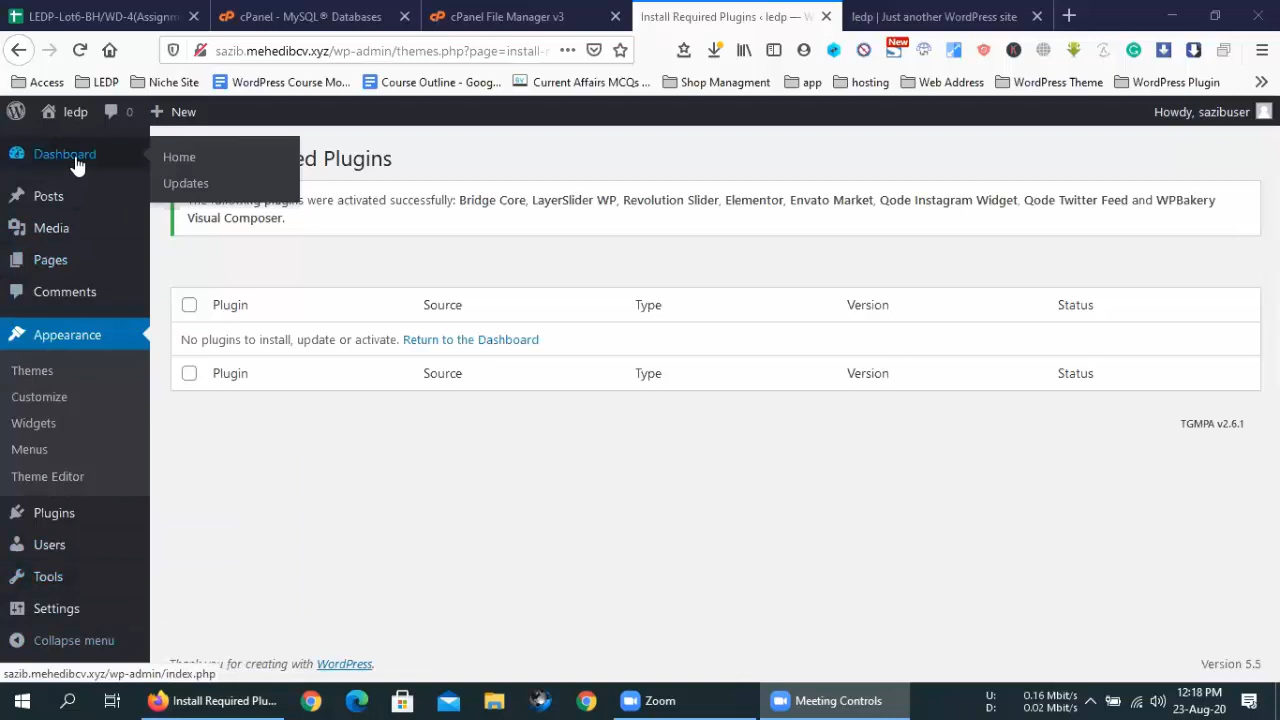 LEDP-Lot6-BH/WD-4(Assignm
cPanel - MySQL® Databases
cPanel File Manager v3
Install Required Plugins ‹ ledp — W
ledp | Just another WordPress site
sazib.mehedibcv.xyz/wp-admin/themes.php?page=install-r
New
Access
LEDP
Niche Site
WordPress Course Mo...
Course Outline - Goog...
Current Affairs MCQs ...
Shop Managment
app
hosting
Web Address
WordPress Theme
WordPress Plugin
ledp
0
New
Howdy, sazibuser
Dashboard
Home
Updates
Posts
Media
Pages
Comments
Appearance
Themes
Customize
Widgets
Menus
Theme Editor
Plugins
Users
Tools
Settings
Collapse menu
ed Plugins
The following plugins were activated successfully: Bridge Core, LayerSlider WP, Revolution Slider, Elementor, Envato Market, Qode Instagram Widget, Qode Twitter Feed and WPBakery
Visual Composer.
Plugin Source Type Version Status
No plugins to install, update or activate. Return to the Dashboard
Plugin Source Type Version Status
TGMPA v2.6.1
Thank you for creating with WordPress.
Version 5.5
sazib.mehedibcv.xyz/wp-admin/index.php
Install Required Plu...
Zoom
Meeting Controls
U: 0.16 Mbit/s
D: 0.02 Mbit/s
12:18 PM
23-Aug-20